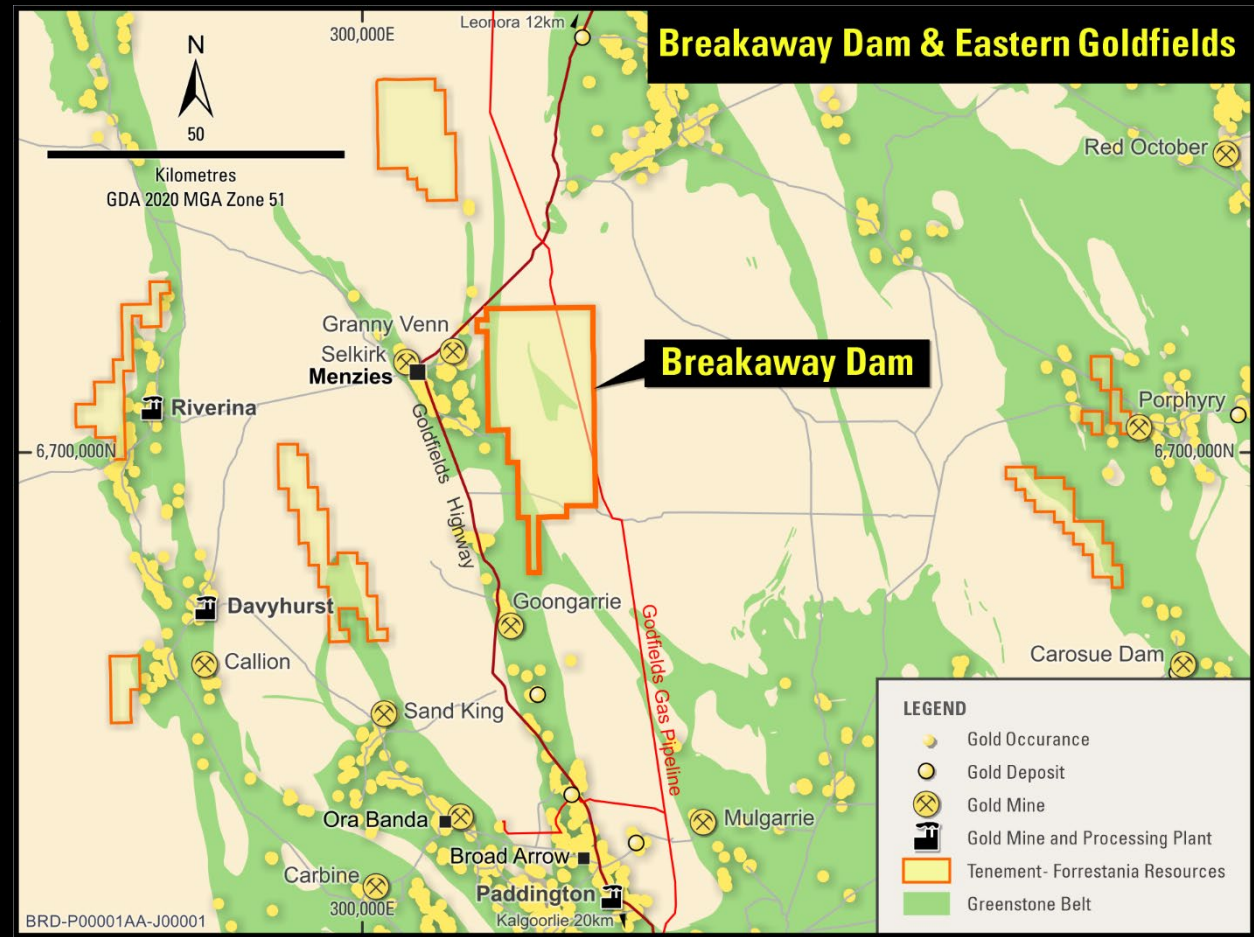 Breakaway Dam & Eastern Goldfields
Leonora 12km
300,000E
N
50
Kilometres
GDA 2020 MGA Zone 51
Red October
Granny Venn
Selkirk
Menzies
Breakaway Dam
Riverina
Porphyry
6,700,000N
6,700,000N
Goldfields Highway
Davyhurst
Goongarrie
Callion
Godfields Gas Pipeline
Carosue Dam
Sand King
Ora Banda
Mulgarrie
Broad Arrow
Carbine
Paddington
300,000E
Kalgoorlie 20km
BRD-P00001AA-J00001
LEGEND
Gold Occurance
Gold Deposit
Gold Mine
Gold Mine and Processing Plant
Tenement- Forrestania Resources
Greenstone Belt